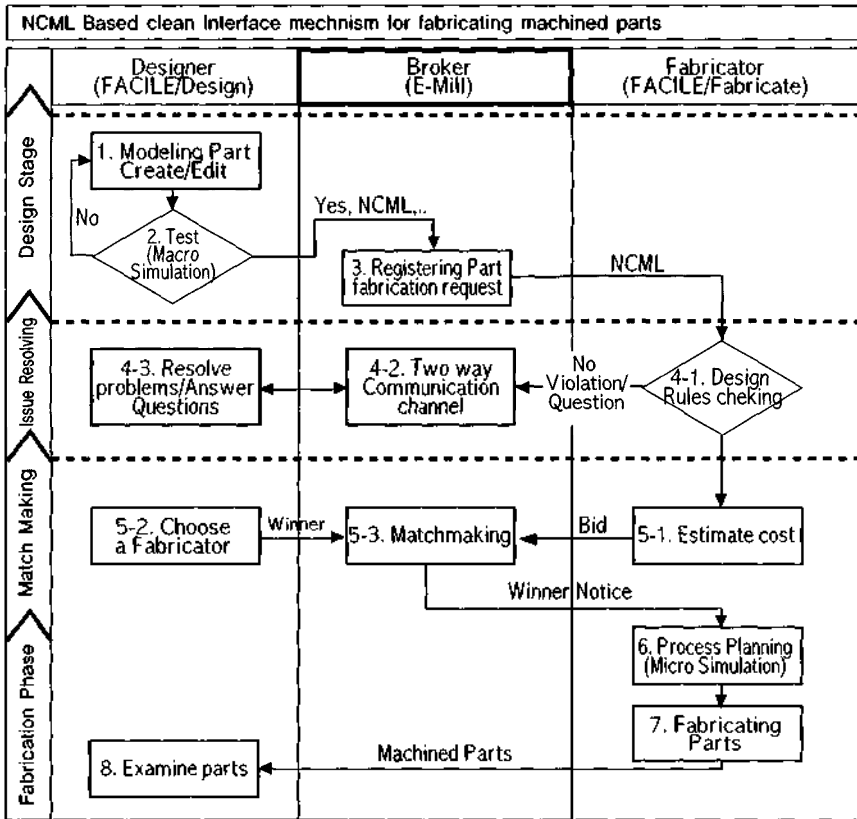 NCML Based clean Interface mechnism for fabricating machined parts
Designer
(FACILE/Design)
Broker
(E-Mill)
Fabricator
(FACILE/Fabricate)
Design Stage
1. Modeling Part
Create/Edit
No
2. Test
(Macro
Simulation)
Yes, NCML,..
3. Registering Part
fabrication request
NCML
Issue Resolving
4-3. Resolve
problems/Answer
Questions
4-2. Two way
Communication
channel
No
Violation/
Question
4-1. Design
Rules cheking
Match Making
5-2. Choose
a Fabricator
Winner
5-3. Matchmaking
Bid
5-1. Estimate cost
Winner Notice
Fabrication Phase
6. Process Planning
(Micro Simulation)
7. Fabricating
Parts
Machined Parts
8. Examine parts